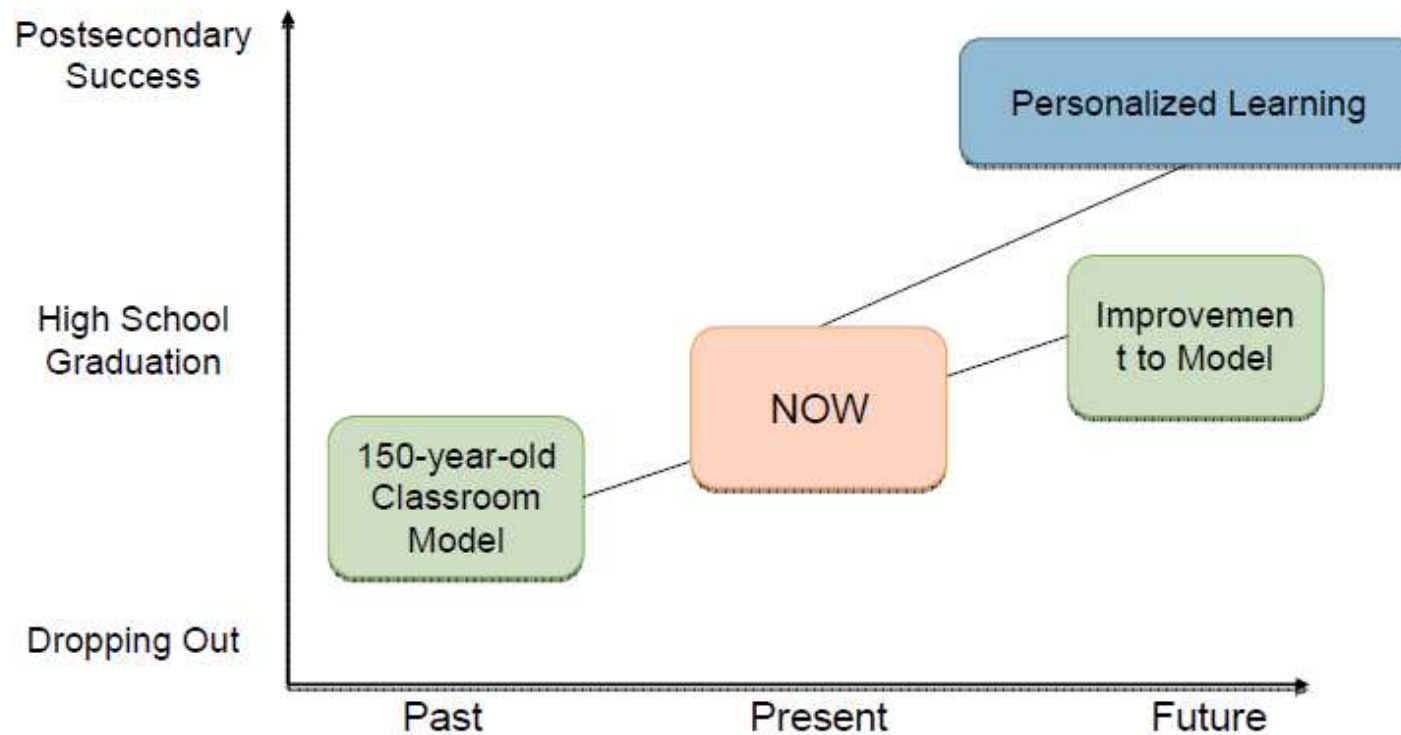 Postsecondary
Success
Personalized Learning
High School
Graduation
Improvemen
t to Model
NOW
150-year-old
Classroom
Model
Dropping Out
Past
Present
Future